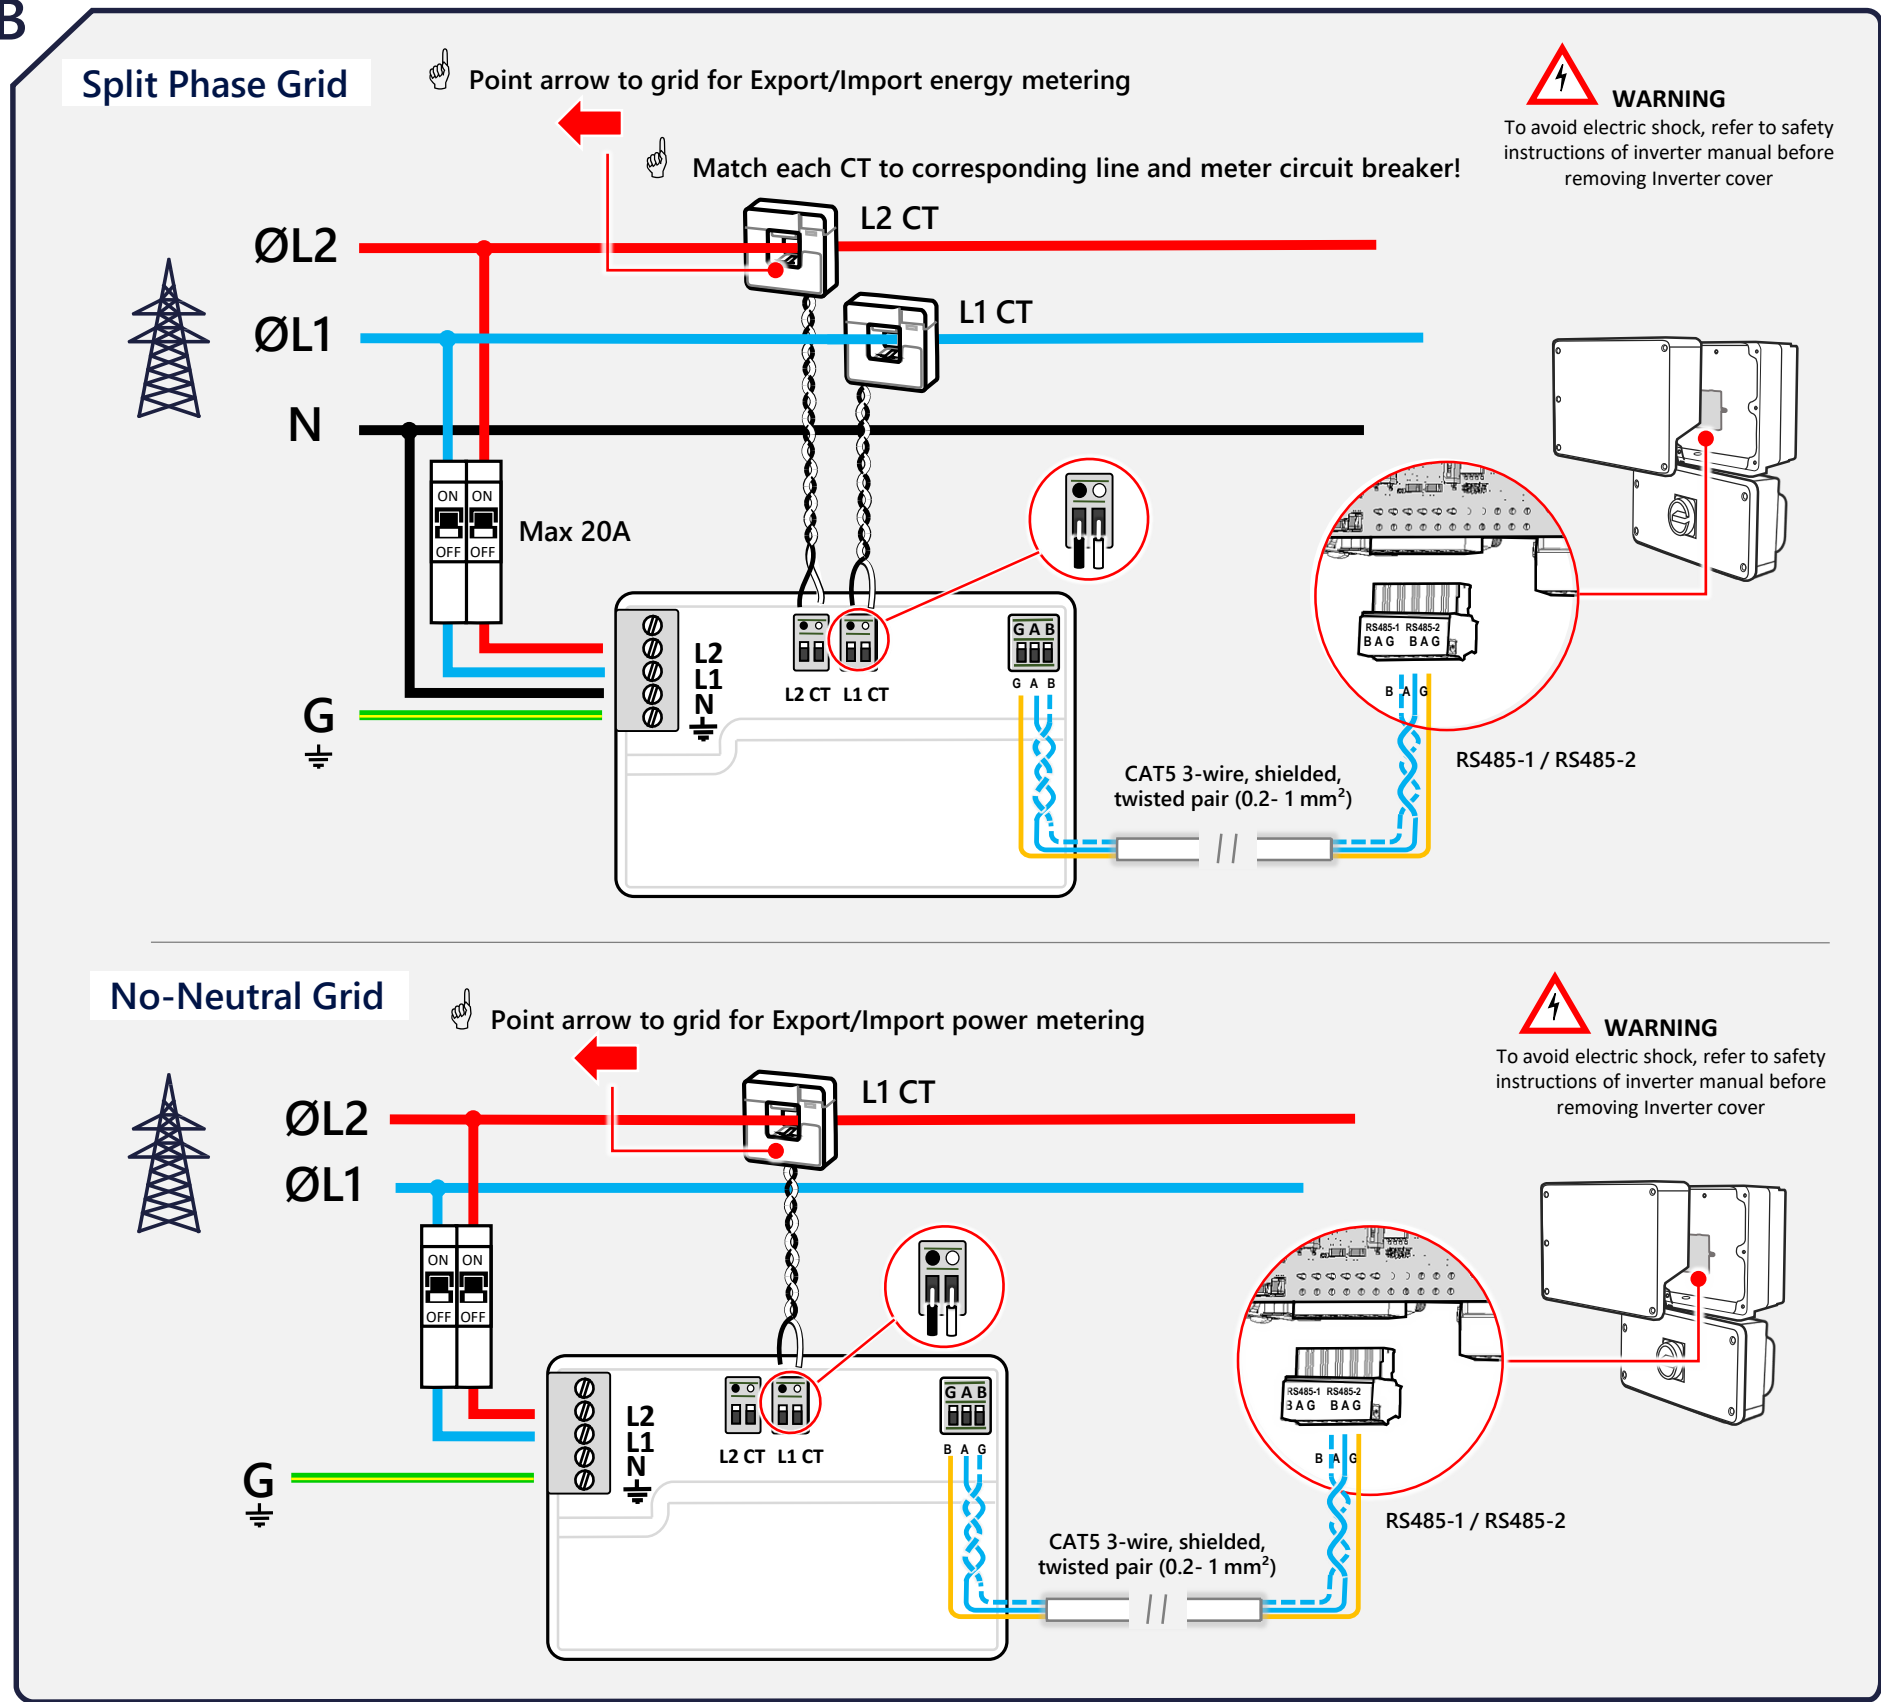 B
Split Phase Grid
Point arrow to grid for Export/Import energy metering
Match each CT to corresponding line and meter circuit breaker!
WARNING
To avoid electric shock, refer to safety
instructions of inverter manual before
removing Inverter cover
L2 CT
ØL2
L1 CT
ØL1
N
ON ON
OFF OFF
Max 20A
L2
L1
N
G
L2 CT L1 CT
G A B
G A B
RS485-1 RS485-2
B A G B A G
B A G
RS485-1 / RS485-2
CAT5 3-wire, shielded,
twisted pair (0.2- 1 mm²)
No-Neutral Grid
Point arrow to grid for Export/Import power metering
WARNING
To avoid electric shock, refer to safety
instructions of inverter manual before
removing Inverter cover
L1 CT
ØL2
ØL1
ON ON
OFF OFF
L2
L1
N
G
L2 CT L1 CT
G A B
B A G
RS485-1 RS485-2
B A G B A G
B A G
RS485-1 / RS485-2
CAT5 3-wire, shielded,
twisted pair (0.2- 1 mm²)